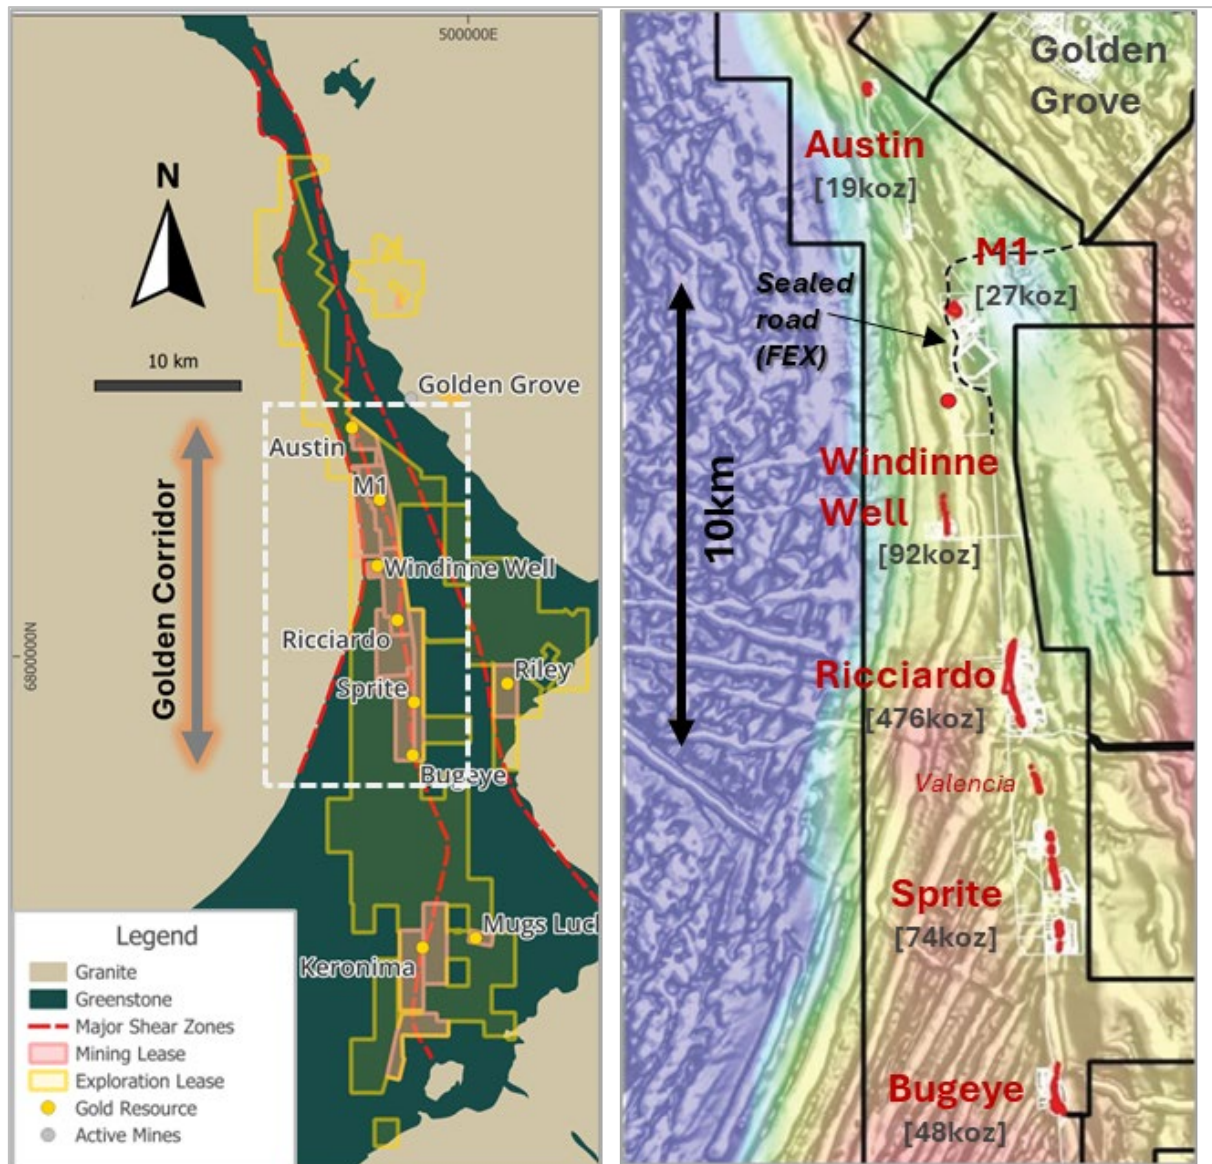 500000E
N
10 km
Golden Grove
Austin
M1
Windinne Well
Golden Corridor
Ricciardo
6800000N
Riley
Sprite
Bugeye
Mugs Lucl
Keronima
Legend
Granite
Greenstone
Major Shear Zones
Mining Lease
Exploration Lease
Gold Resource
Active Mines
Golden
Grove
Austin
[19koz]
M1
[27koz]
Sealed
road
(FEX)
Windinne
Well
[92koz]
10km
Ricciardo
[476koz]
Valencia
Sprite
[74koz]
Bugeye
[48koz]